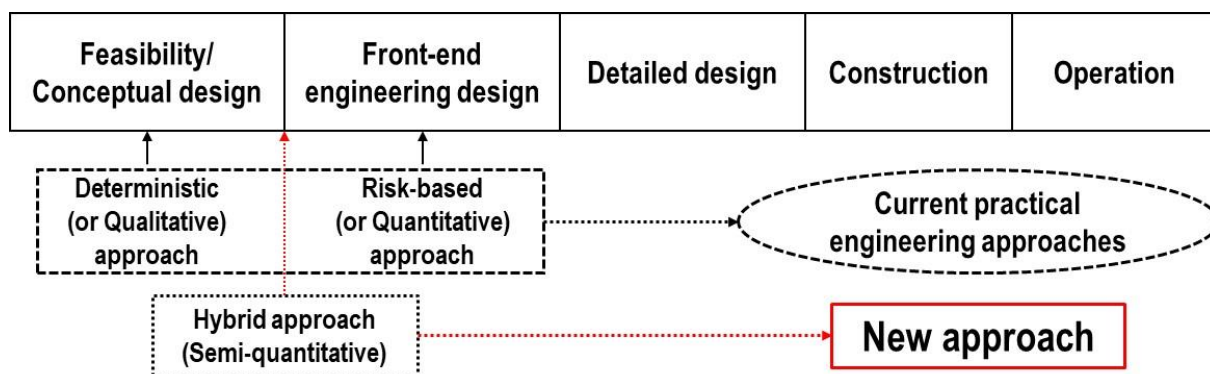 Feasibility/
Conceptual design
Front-end
engineering design
Detailed design
Construction
Operation
Deterministic
(or Qualitative)
approach
Risk-based
(or Quantitative)
approach
Current practical
engineering approaches
Hybrid approach
(Semi-quantitative)
New approach